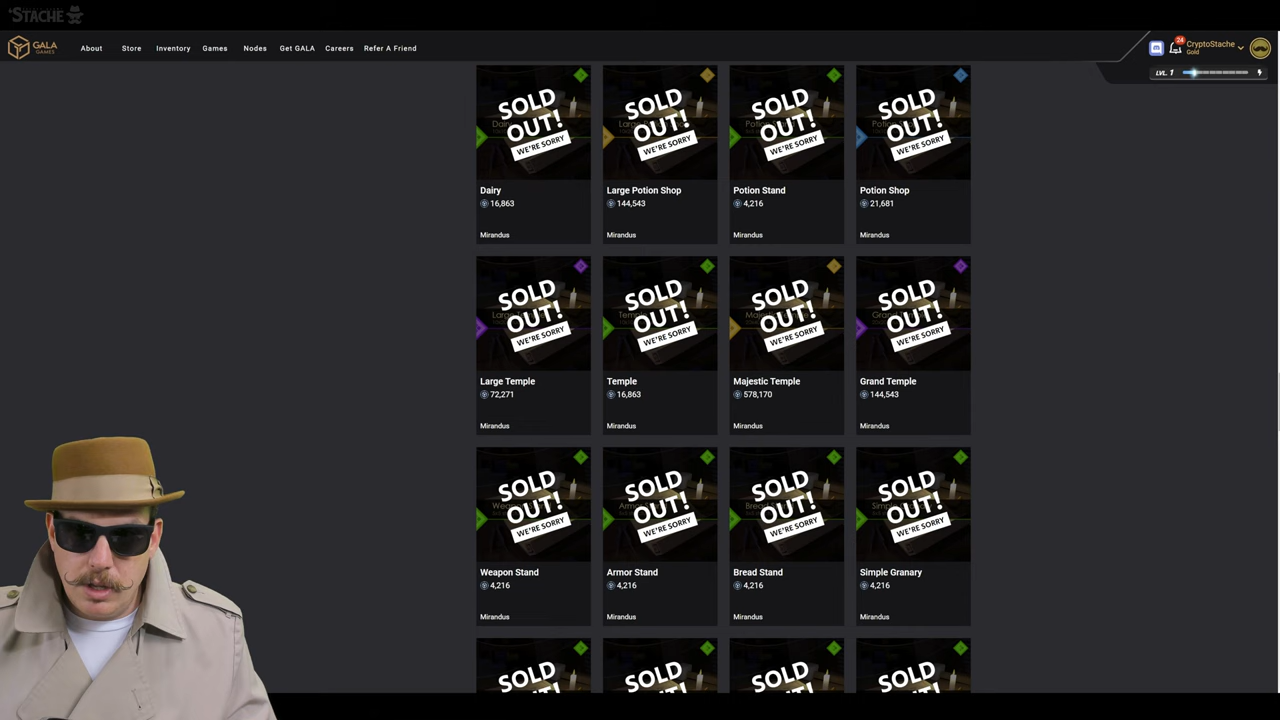 STACHE
GALA
GAMES
About
Store
Inventory
Games
Nodes
Get GALA
Careers
Refer A Friend
24
CryptoStache
Gold
LVL. 1
SOLD
OUT!
WE'RE SORRY
SOLD
OUT!
WE'RE SORRY
SOLD
OUT!
WE'RE SORRY
SOLD
OUT!
WE'RE SORRY
Dairy
16,863
Mirandus
Large Potion Shop
144,543
Mirandus
Potion Stand
4,216
Mirandus
Potion Shop
21,681
Mirandus
SOLD
OUT!
WE'RE SORRY
SOLD
OUT!
WE'RE SORRY
SOLD
OUT!
WE'RE SORRY
SOLD
OUT!
WE'RE SORRY
Large Temple
72,271
Mirandus
Temple
16,863
Mirandus
Majestic Temple
578,170
Mirandus
Grand Temple
144,543
Mirandus
SOLD
OUT!
WE'RE SORRY
SOLD
OUT!
WE'RE SORRY
SOLD
OUT!
WE'RE SORRY
SOLD
OUT!
WE'RE SORRY
Weapon Stand
4,216
Mirandus
Armor Stand
4,216
Mirandus
Bread Stand
4,216
Mirandus
Simple Granary
4,216
Mirandus
SOLD
SOLD
SOLD
SOLD